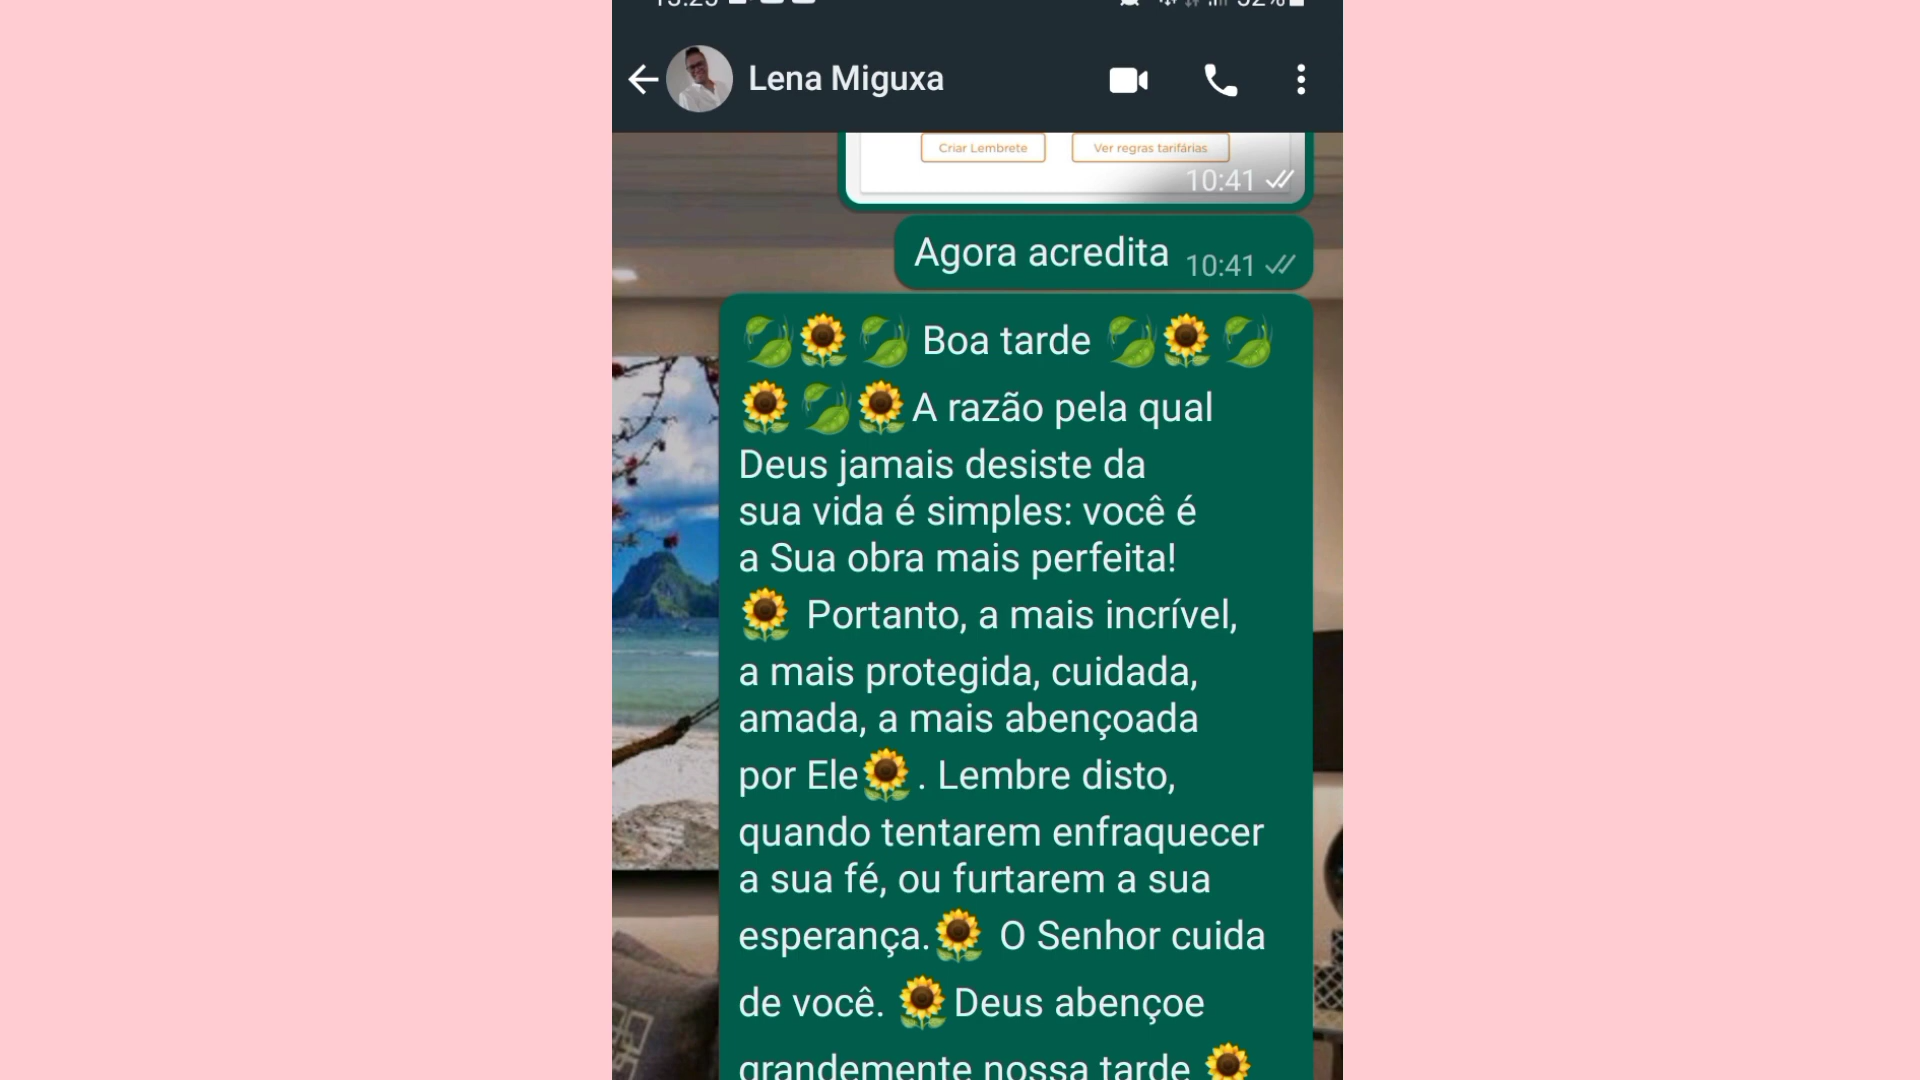 Lena Miguxa
Criar Lembrete
Ver regras tarifárias
10:41
Agora acredita 10:41
🍃🌻🍃 Boa tarde 🍃🌻🍃
🌻🍃🌻A razão pela qual
Deus jamais desiste da
sua vida é simples: você é
a Sua obra mais perfeita!
🌻 Portanto, a mais incrível,
a mais protegida, cuidada,
amada, a mais abençoada
por Ele🌻. Lembre disto,
quando tentarem enfraquecer
a sua fé, ou furtarem a sua
esperança.🌻 O Senhor cuida
de você. 🌻Deus abençoe
grandemente nossa tarde 🌻